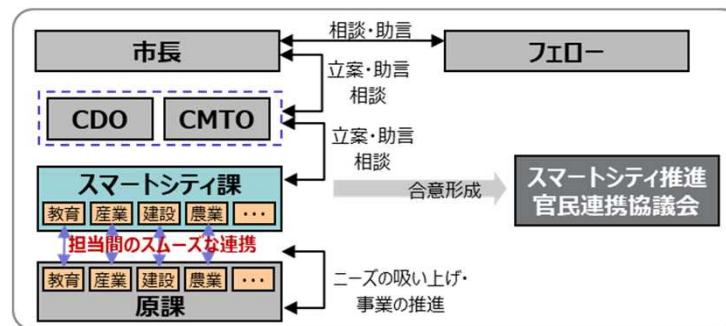 市長
相談・助言
フェロー
立案・助言
相談
CDO
CMTO
立案・助言
相談
スマートシティ課
教育 産業 建設 農業 ・・・
合意形成
スマートシティ推進
官民連携協議会
担当間のスムーズな連携
教育 産業 建設 農業 ・・・
原課
ニーズの吸い上げ・
事業の推進